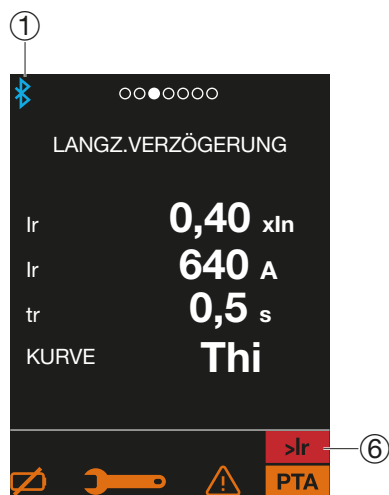 ①
LANGZ.VERZÖGERUNG
Ir 0,40 xIn
Ir 640 A
tr 0,5 s
KURVE Thi
>Ir ⑥
PTA